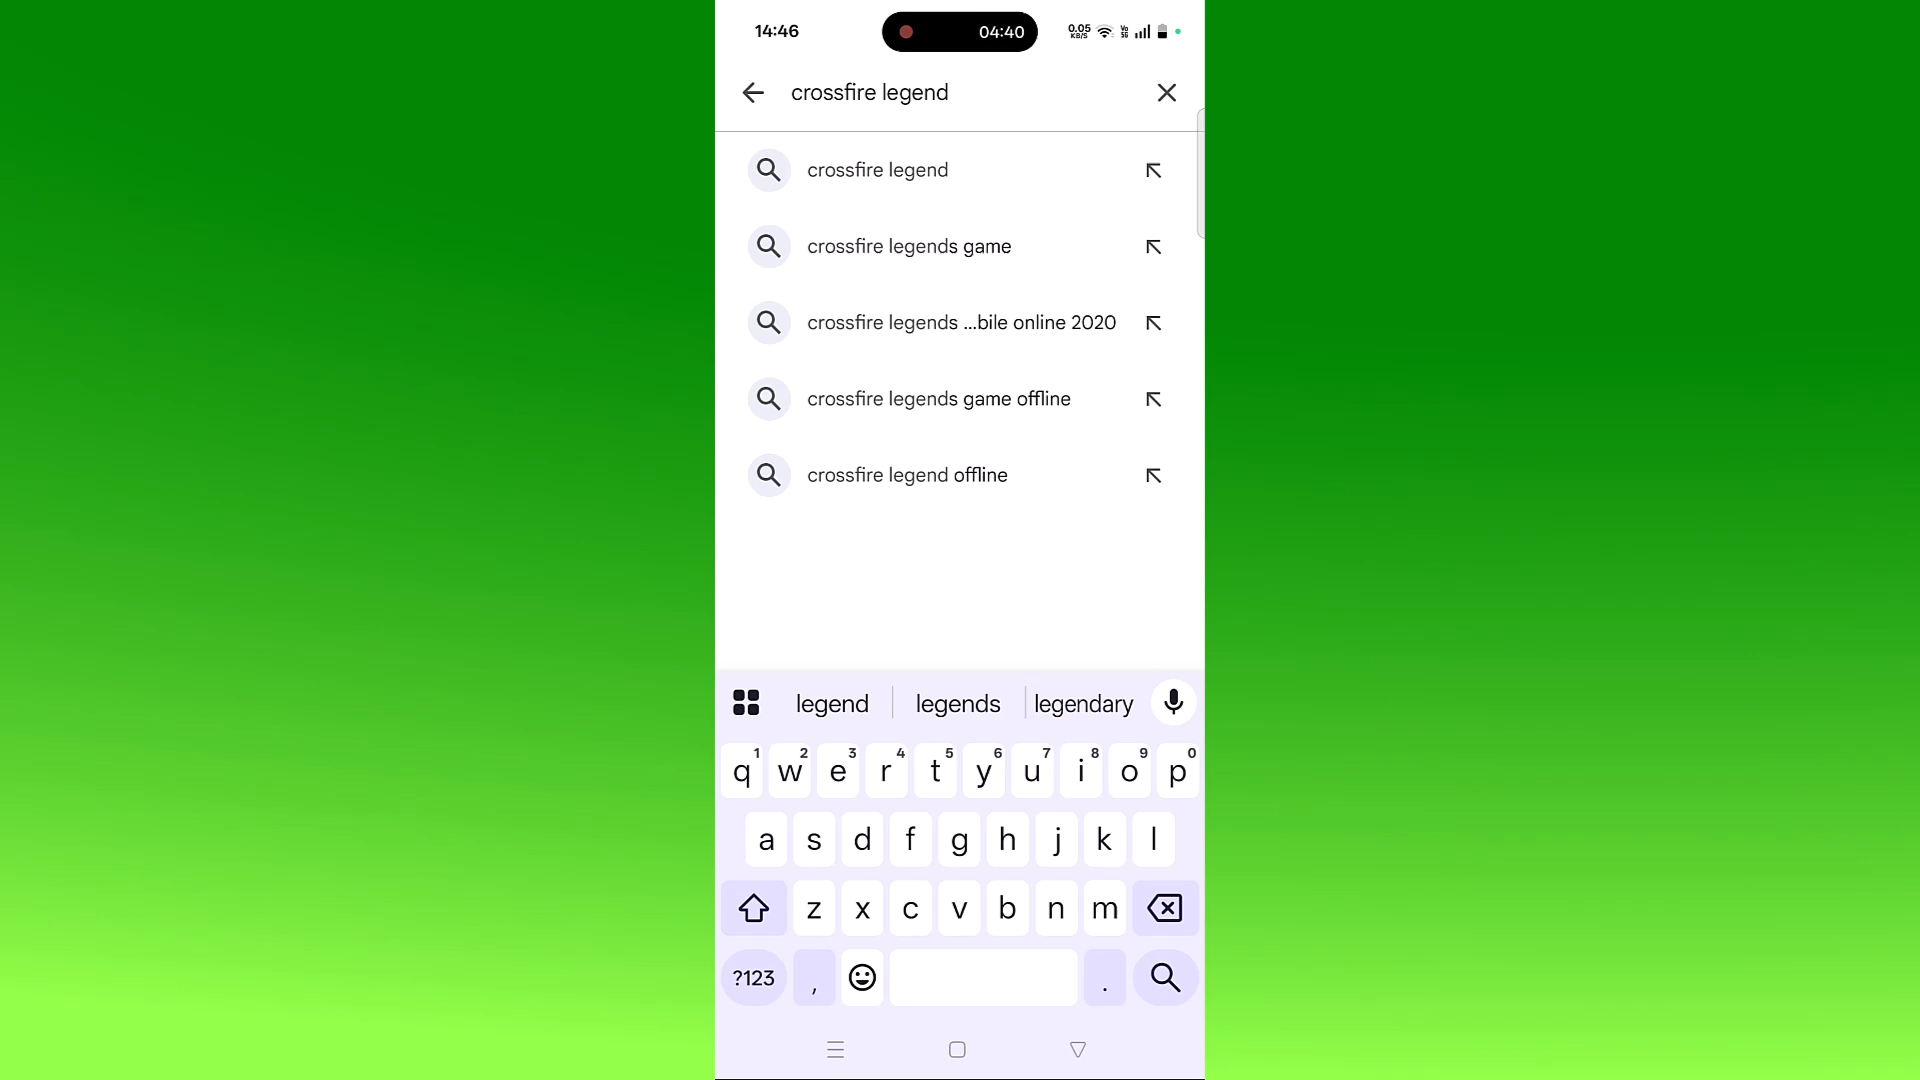 14:46
04:40
0.05
KB/S
Vo
5G
crossfire legend
crossfire legend
crossfire legends game
crossfire legends ...bile online 2020
crossfire legends game offline
crossfire legend offline
legend legends legendary
1 2 3 4 5 6 7 8 9 0
q w e r t y u i o p
a s d f g h j k l
z x c v b n m
?123 , .